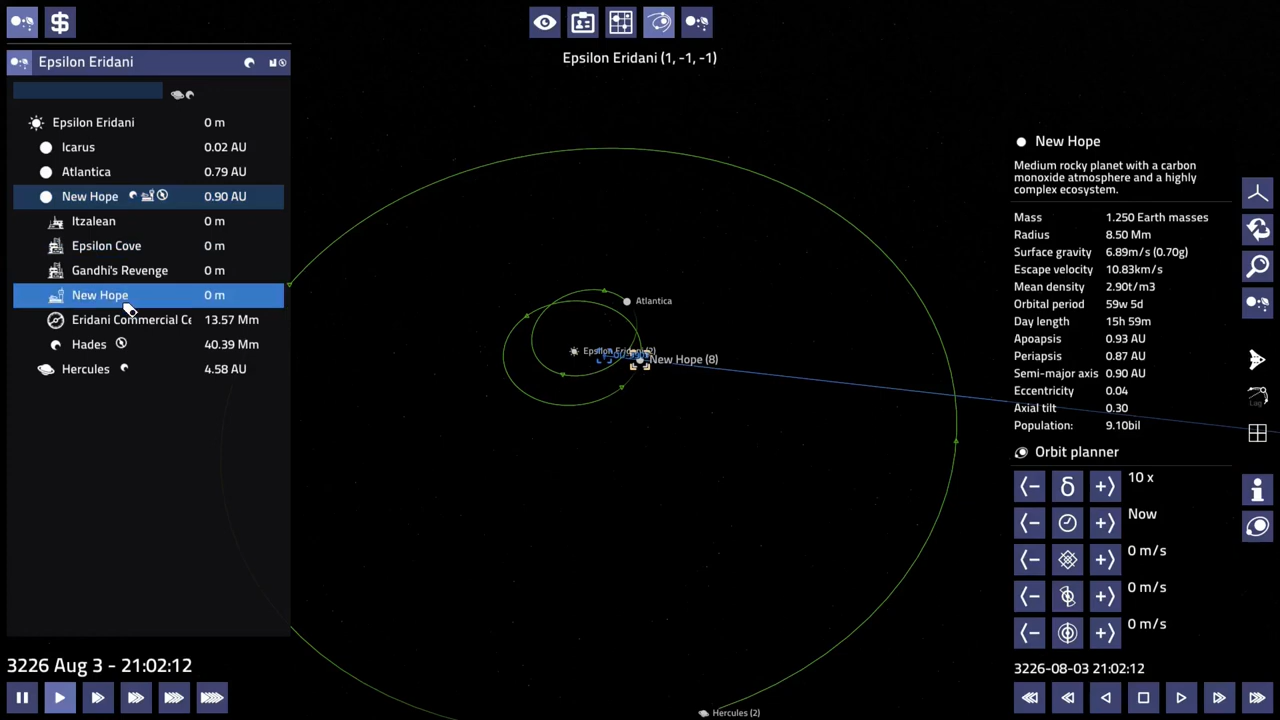 Epsilon Eridani (1, -1, -1)
Epsilon Eridani
Epsilon Eridani 0 m
Icarus 0.02 AU
Atlantica 0.79 AU
New Hope 0.90 AU
Itzalean 0 m
Epsilon Cove 0 m
Gandhi's Revenge 0 m
New Hope 0 m
Eridani Commercial Ce 13.57 Mm
Hades 40.39 Mm
Hercules 4.58 AU
Atlantica
New Hope (8)
Hercules (2)
New Hope
Medium rocky planet with a carbon
monoxide atmosphere and a highly
complex ecosystem.
Mass 1.250 Earth masses
Radius 8.50 Mm
Surface gravity 6.89m/s (0.70g)
Escape velocity 10.83km/s
Mean density 2.90t/m3
Orbital period 59w 5d
Day length 15h 59m
Apoapsis 0.93 AU
Periapsis 0.87 AU
Semi-major axis 0.90 AU
Eccentricity 0.04
Axial tilt 0.30
Population: 9.10bil
Orbit planner
10 x
Now
0 m/s
0 m/s
0 m/s
3226-08-03 21:02:12
3226 Aug 3 - 21:02:12